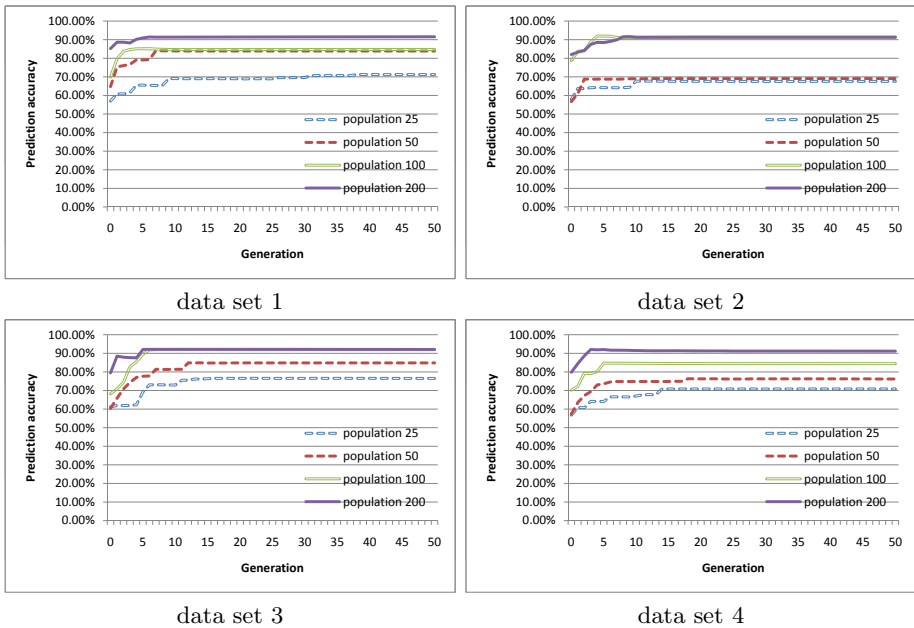 100.00%
90.00%
80.00%
70.00%
60.00%
50.00%
40.00%
30.00%
20.00%
10.00%
0.00%
Prediction accuracy
population 25
population 50
population 100
population 200
0 5 10 15 20 25 30 35 40 45 50
Generation
data set 1
100.00%
90.00%
80.00%
70.00%
60.00%
50.00%
40.00%
30.00%
20.00%
10.00%
0.00%
Prediction accuracy
population 25
population 50
population 100
population 200
0 5 10 15 20 25 30 35 40 45 50
Generation
data set 2
100.00%
90.00%
80.00%
70.00%
60.00%
50.00%
40.00%
30.00%
20.00%
10.00%
0.00%
Prediction accuracy
population 25
population 50
population 100
population 200
0 5 10 15 20 25 30 35 40 45 50
Generation
data set 3
100.00%
90.00%
80.00%
70.00%
60.00%
50.00%
40.00%
30.00%
20.00%
10.00%
0.00%
Prediction accuracy
population 25
population 50
population 100
population 200
0 5 10 15 20 25 30 35 40 45 50
Generation
data set 4